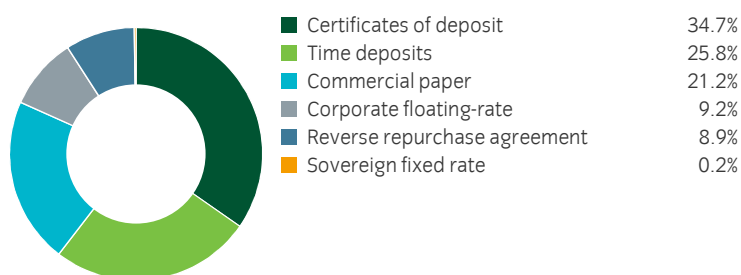 Certificates of deposit 34.7%
Time deposits 25.8%
Commercial paper 21.2%
Corporate floating-rate 9.2%
Reverse repurchase agreement 8.9%
Sovereign fixed rate 0.2%